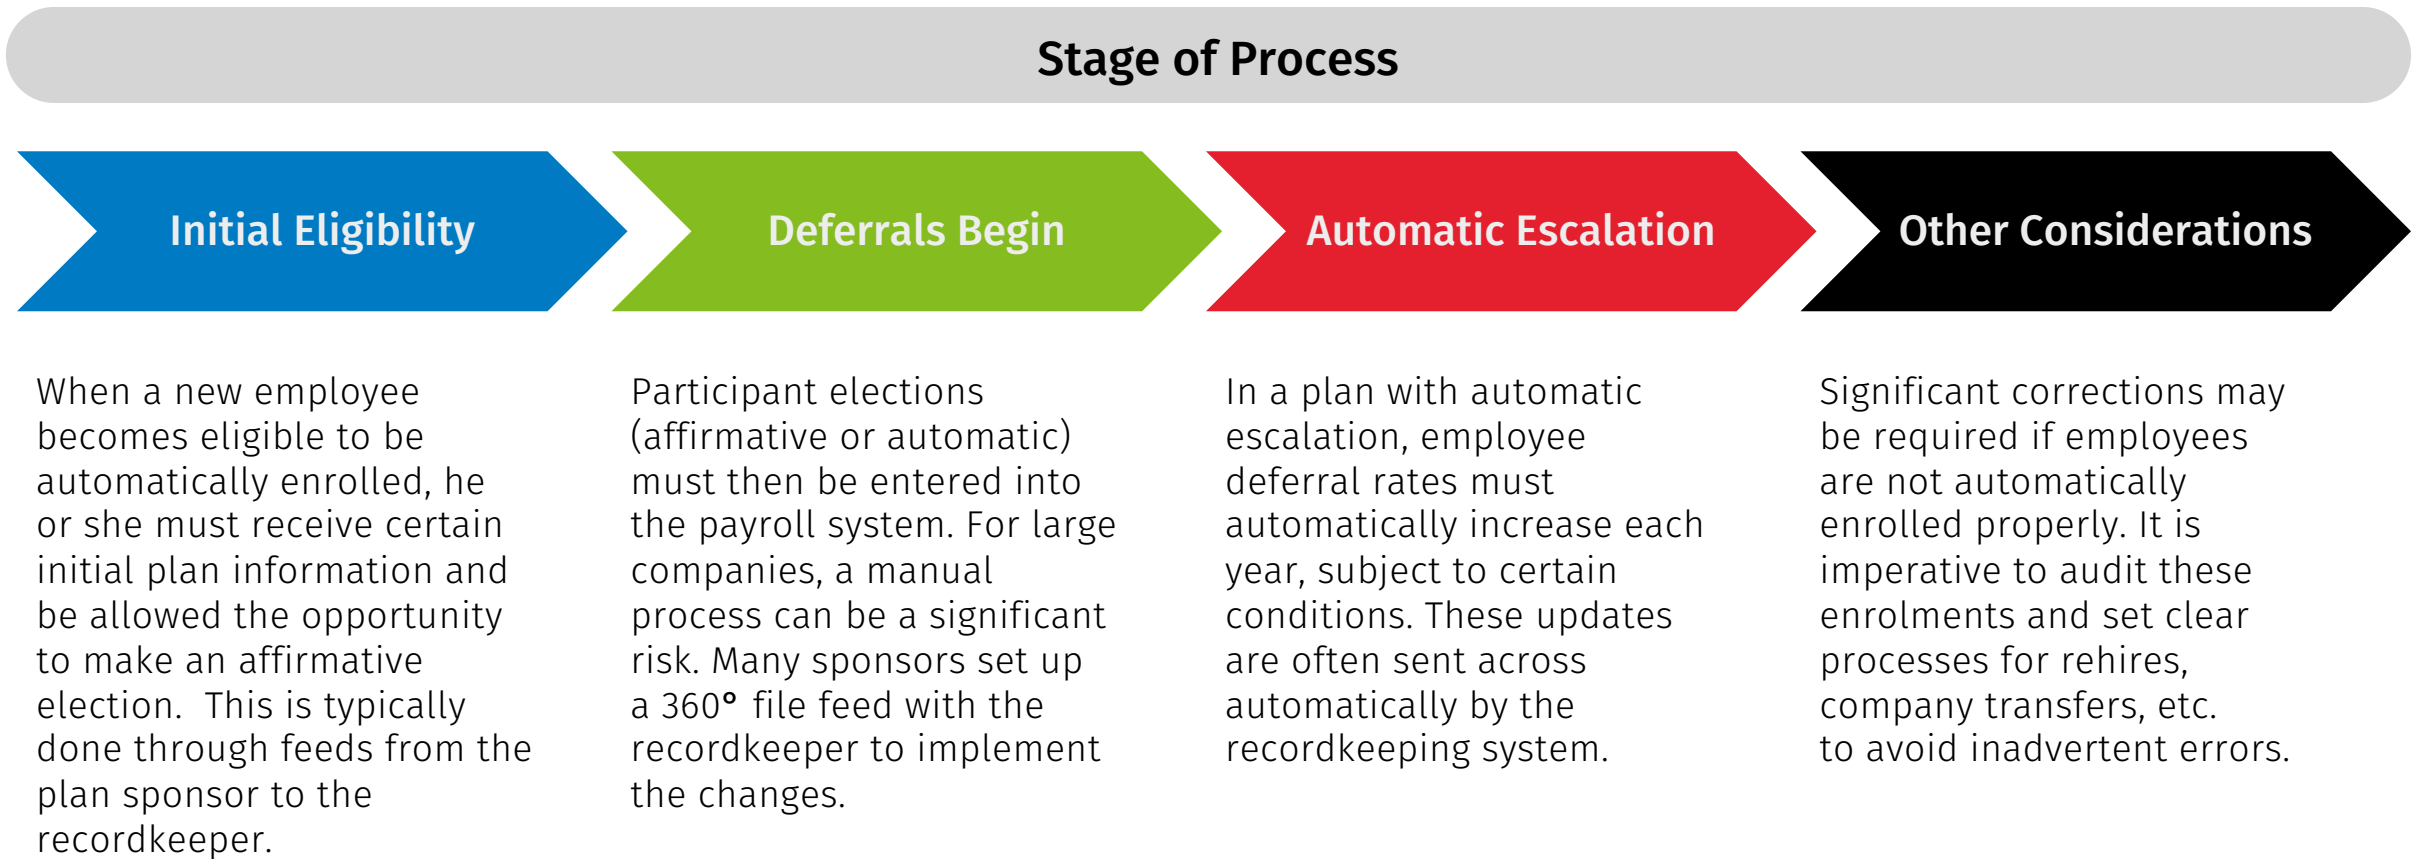 Stage of Process
Initial Eligibility
Deferrals Begin
Automatic Escalation
Other Considerations
When a new employee
becomes eligible to be
automatically enrolled, he
or she must receive certain
initial plan information and
be allowed the opportunity
to make an affirmative
election.  This is typically
done through feeds from the
plan sponsor to the
recordkeeper.
Participant elections
(affirmative or automatic)
must then be entered into
the payroll system. For large
companies, a manual
process can be a significant
risk. Many sponsors set up
a 360° file feed with the
recordkeeper to implement
the changes.
In a plan with automatic
escalation, employee
deferral rates must
automatically increase each
year, subject to certain
conditions. These updates
are often sent across
automatically by the
recordkeeping system.
Significant corrections may
be required if employees
are not automatically
enrolled properly. It is
imperative to audit these
enrolments and set clear
processes for rehires,
company transfers, etc.
to avoid inadvertent errors.